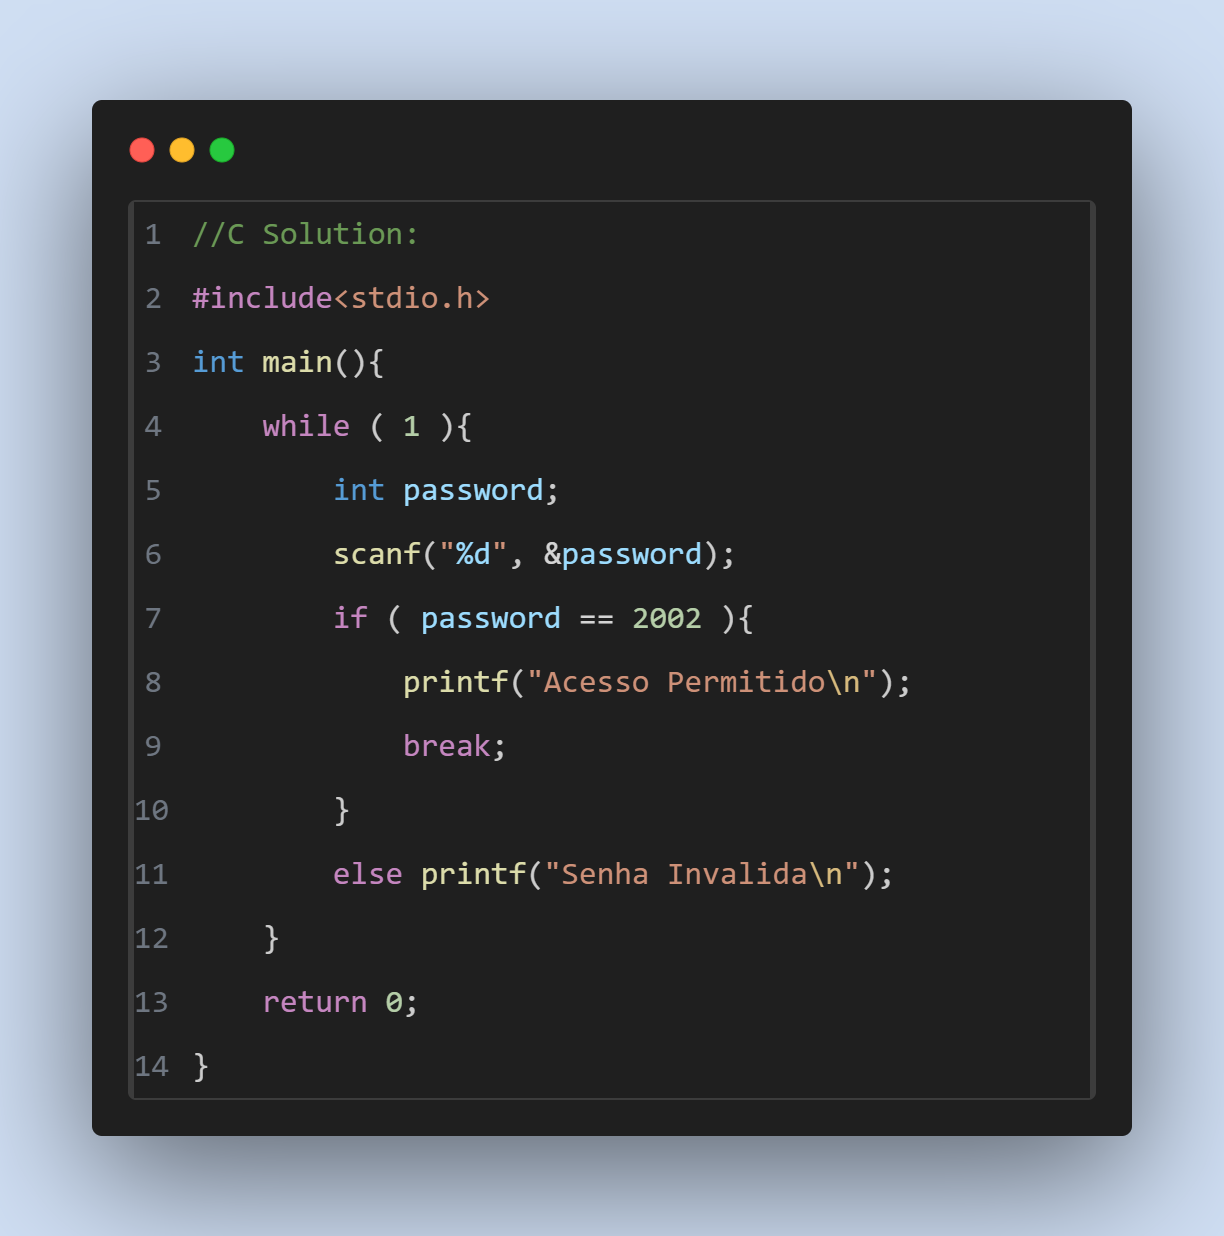 1 //C Solution:
2 #include<stdio.h>
3 int main(){
4     while ( 1 ){
5         int password;
6         scanf("%d", &password);
7         if ( password == 2002 ){
8             printf("Acesso Permitido\n");
9             break;
10         }
11         else printf("Senha Invalida\n");
12     }
13     return 0;
14 }